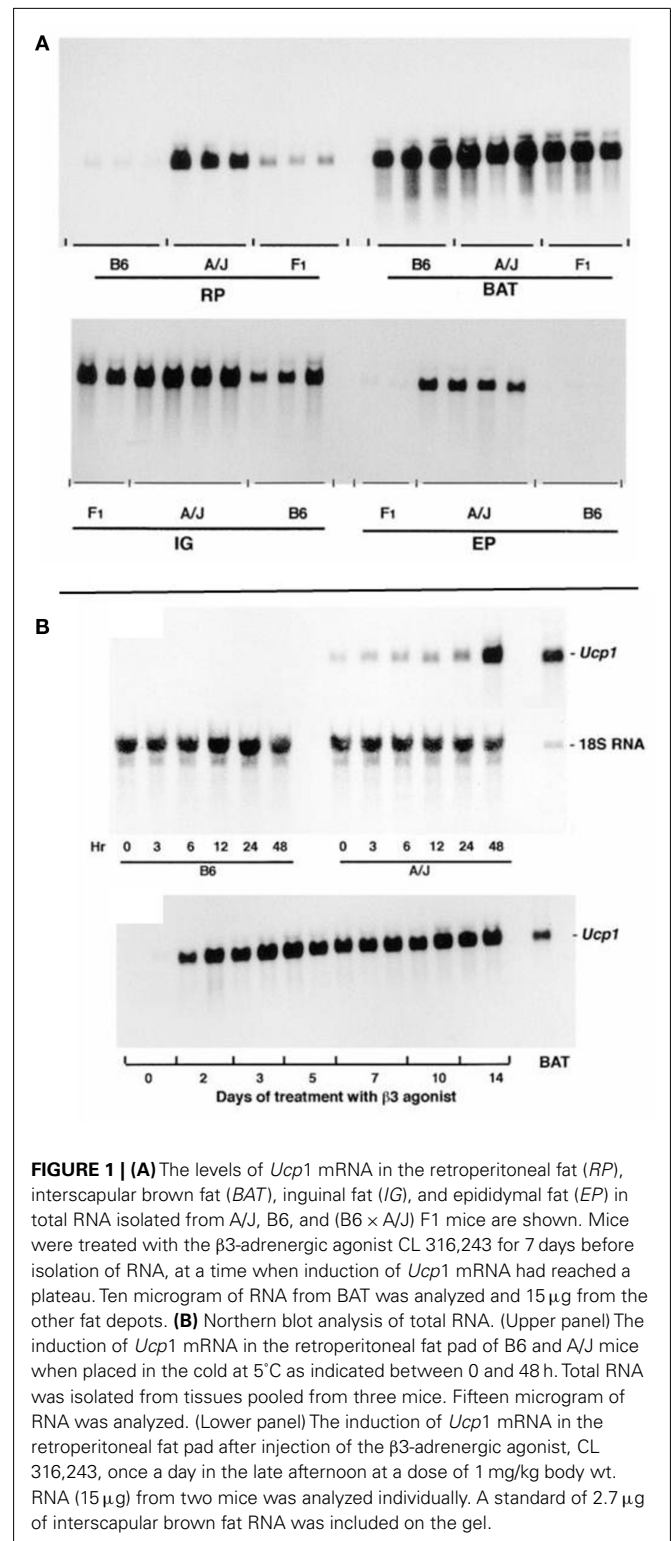 A
B6 A/J F1 B6 A/J F1
RP BAT
F1 A/J B6 F1 A/J B6
IG EP
B
- Ucp1
- 18S RNA
Hr 0 3 6 12 24 48 0 3 6 12 24 48
B6 A/J
- Ucp1
BAT
0 2 3 5 7 10 14
Days of treatment with β3 agonist
FIGURE 1 | (A) The levels of Ucp1 mRNA in the retroperitoneal fat (RP),
interscapular brown fat (BAT), inguinal fat (IG), and epididymal fat (EP) in
total RNA isolated from A/J, B6, and (B6 × A/J) F1 mice are shown. Mice
were treated with the β3-adrenergic agonist CL 316,243 for 7 days before
isolation of RNA, at a time when induction of Ucp1 mRNA had reached a
plateau. Ten microgram of RNA from BAT was analyzed and 15 μg from the
other fat depots. (B) Northern blot analysis of total RNA. (Upper panel) The
induction of Ucp1 mRNA in the retroperitoneal fat pad of B6 and A/J mice
when placed in the cold at 5˚C as indicated between 0 and 48 h. Total RNA
was isolated from tissues pooled from three mice. Fifteen microgram of
RNA was analyzed. (Lower panel) The induction of Ucp1 mRNA in the
retroperitoneal fat pad after injection of the β3-adrenergic agonist, CL
316,243, once a day in the late afternoon at a dose of 1 mg/kg body wt.
RNA (15 μg) from two mice was analyzed individually. A standard of 2.7 μg
of interscapular brown fat RNA was included on the gel.